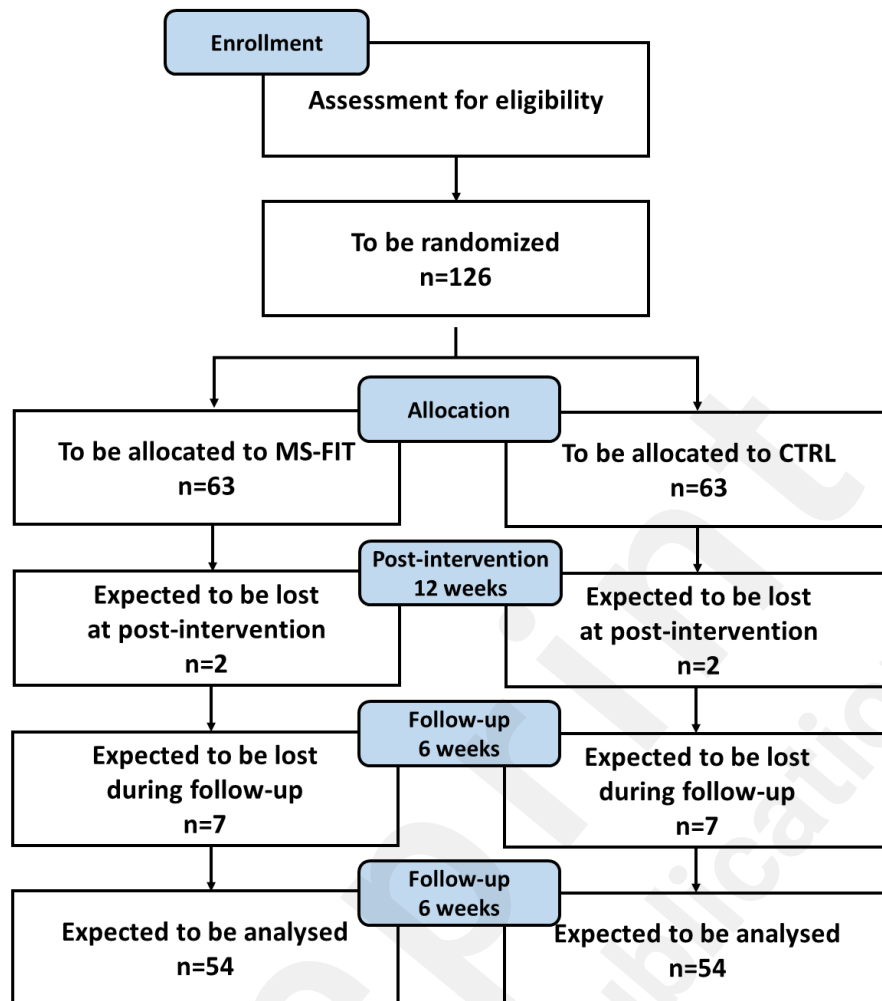 Enrollment
Assessment for eligibility
To be randomized
n=126
Allocation
To be allocated to MS-FIT
n=63
To be allocated to CTRL
n=63
Post-intervention
12 weeks
Expected to be lost
at post-intervention
n=2
Expected to be lost
at post-intervention
n=2
Follow-up
6 weeks
Expected to be lost
during follow-up
n=7
Expected to be lost
during follow-up
n=7
Follow-up
6 weeks
Expected to be analysed
n=54
Expected to be analysed
n=54